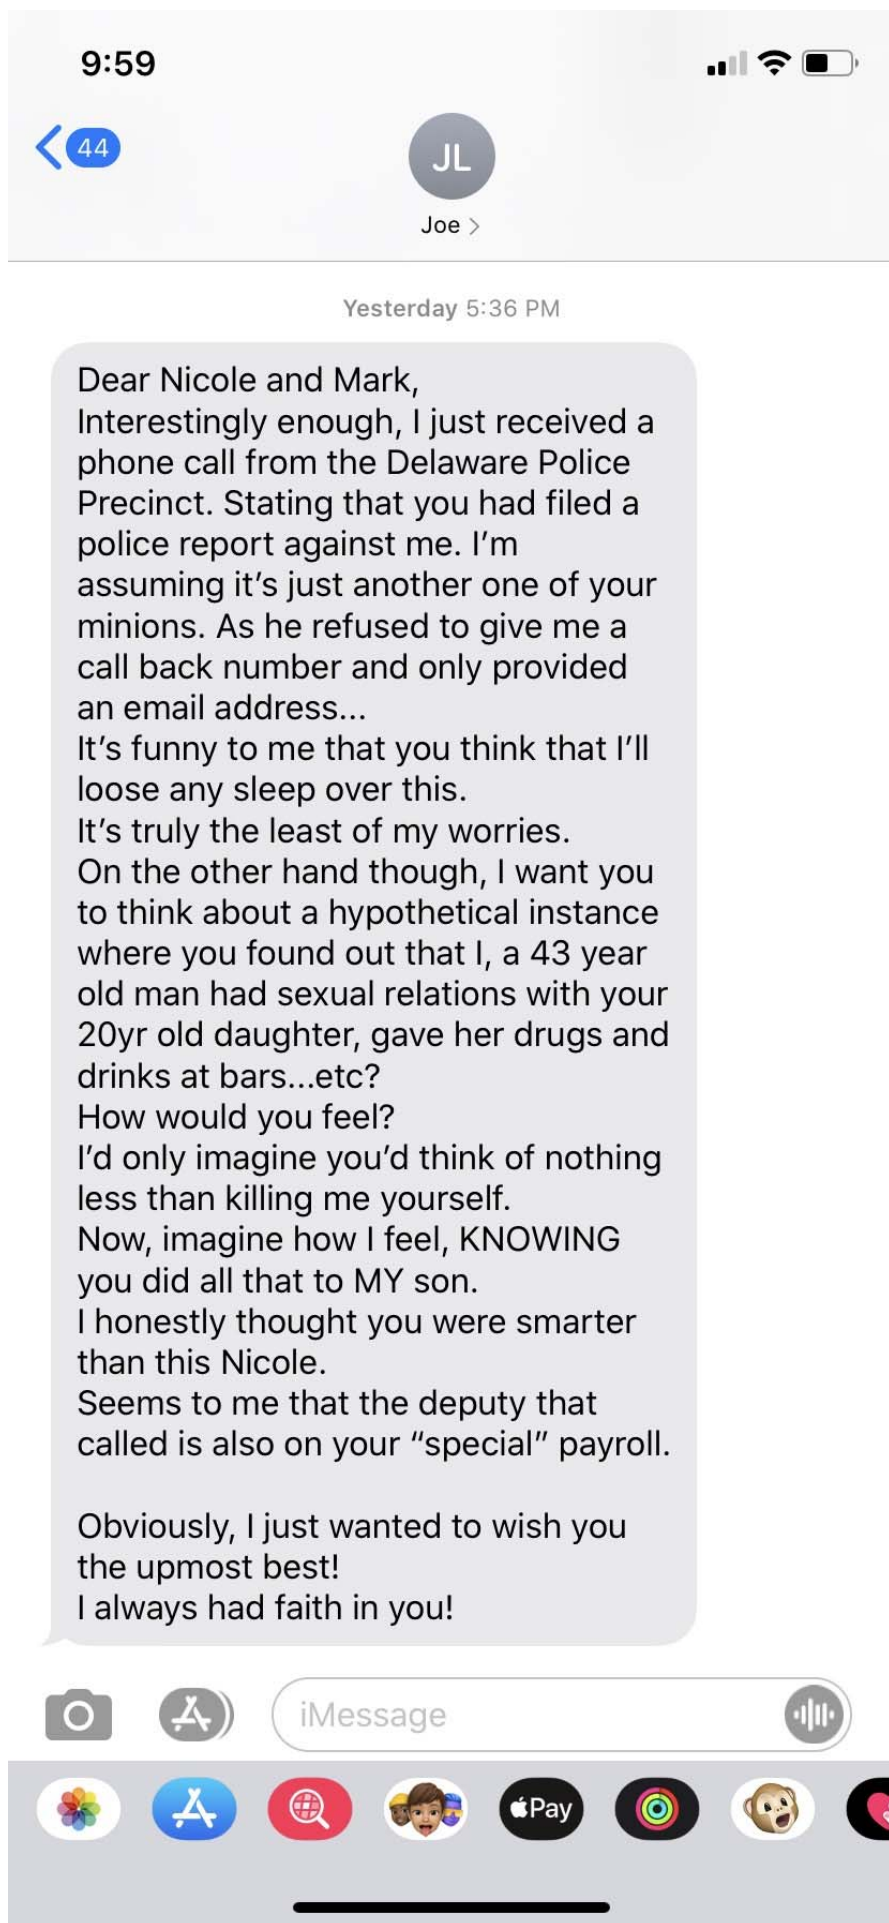 9:59
44
JL
Joe
Yesterday 5:36 PM
Dear Nicole and Mark,
Interestingly enough, I just received a
phone call from the Delaware Police
Precinct. Stating that you had filed a
police report against me. I’m
assuming it’s just another one of your
minions. As he refused to give me a
call back number and only provided
an email address...
It’s funny to me that you think that I’ll
loose any sleep over this.
It’s truly the least of my worries.
On the other hand though, I want you
to think about a hypothetical instance
where you found out that I, a 43 year
old man had sexual relations with your
20yr old daughter, gave her drugs and
drinks at bars...etc?
How would you feel?
I’d only imagine you’d think of nothing
less than killing me yourself.
Now, imagine how I feel, KNOWING
you did all that to MY son.
I honestly thought you were smarter
than this Nicole.
Seems to me that the deputy that
called is also on your “special” payroll.
Obviously, I just wanted to wish you
the upmost best!
I always had faith in you!
iMessage
Pay